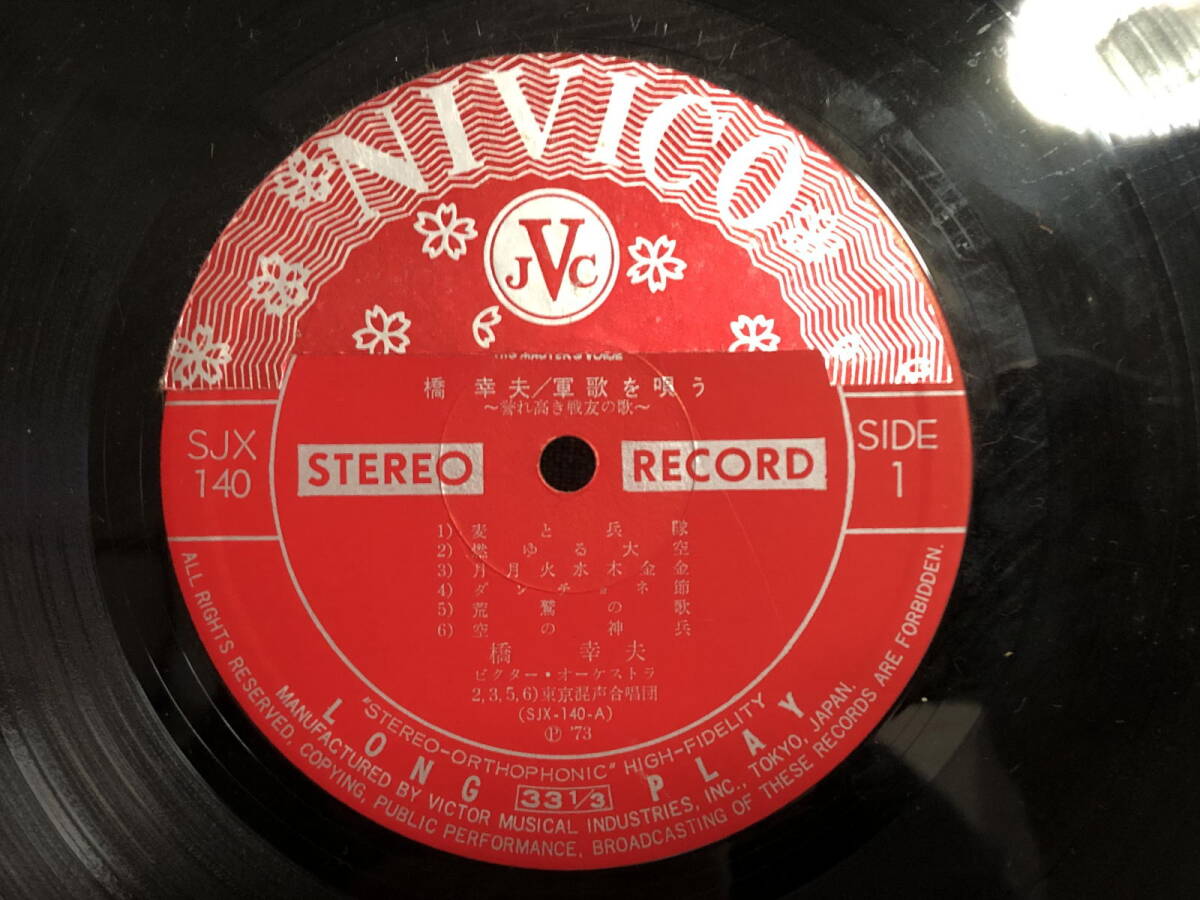 NIVICO
JVC
HIS MASTER'S VOICE
橋幸夫/軍歌を唄う
～誉れ高き戦友の歌～
SJX
140
STEREO RECORD
SIDE
1
1) 麦と兵隊
2) 燃ゆる大空
3) 月月火水木金金
4) ダンチョネ節
5) 荒鷲の歌
6) 空の神兵
橋幸夫
ビクター・オーケストラ
2,3,5,6)東京混声合唱団
(SJX-140-A)
Ⓟ '73
"STEREO-ORTHOPHONIC" HIGH-FIDELITY
LONG 33 1/3 PLAY
MANUFACTURED BY VICTOR MUSICAL INDUSTRIES, INC., TOKYO, JAPAN.
ALL RIGHTS RESERVED, COPYING, PUBLIC PERFORMANCE, BROADCASTING OF THESE RECORDS ARE FORBIDDEN.